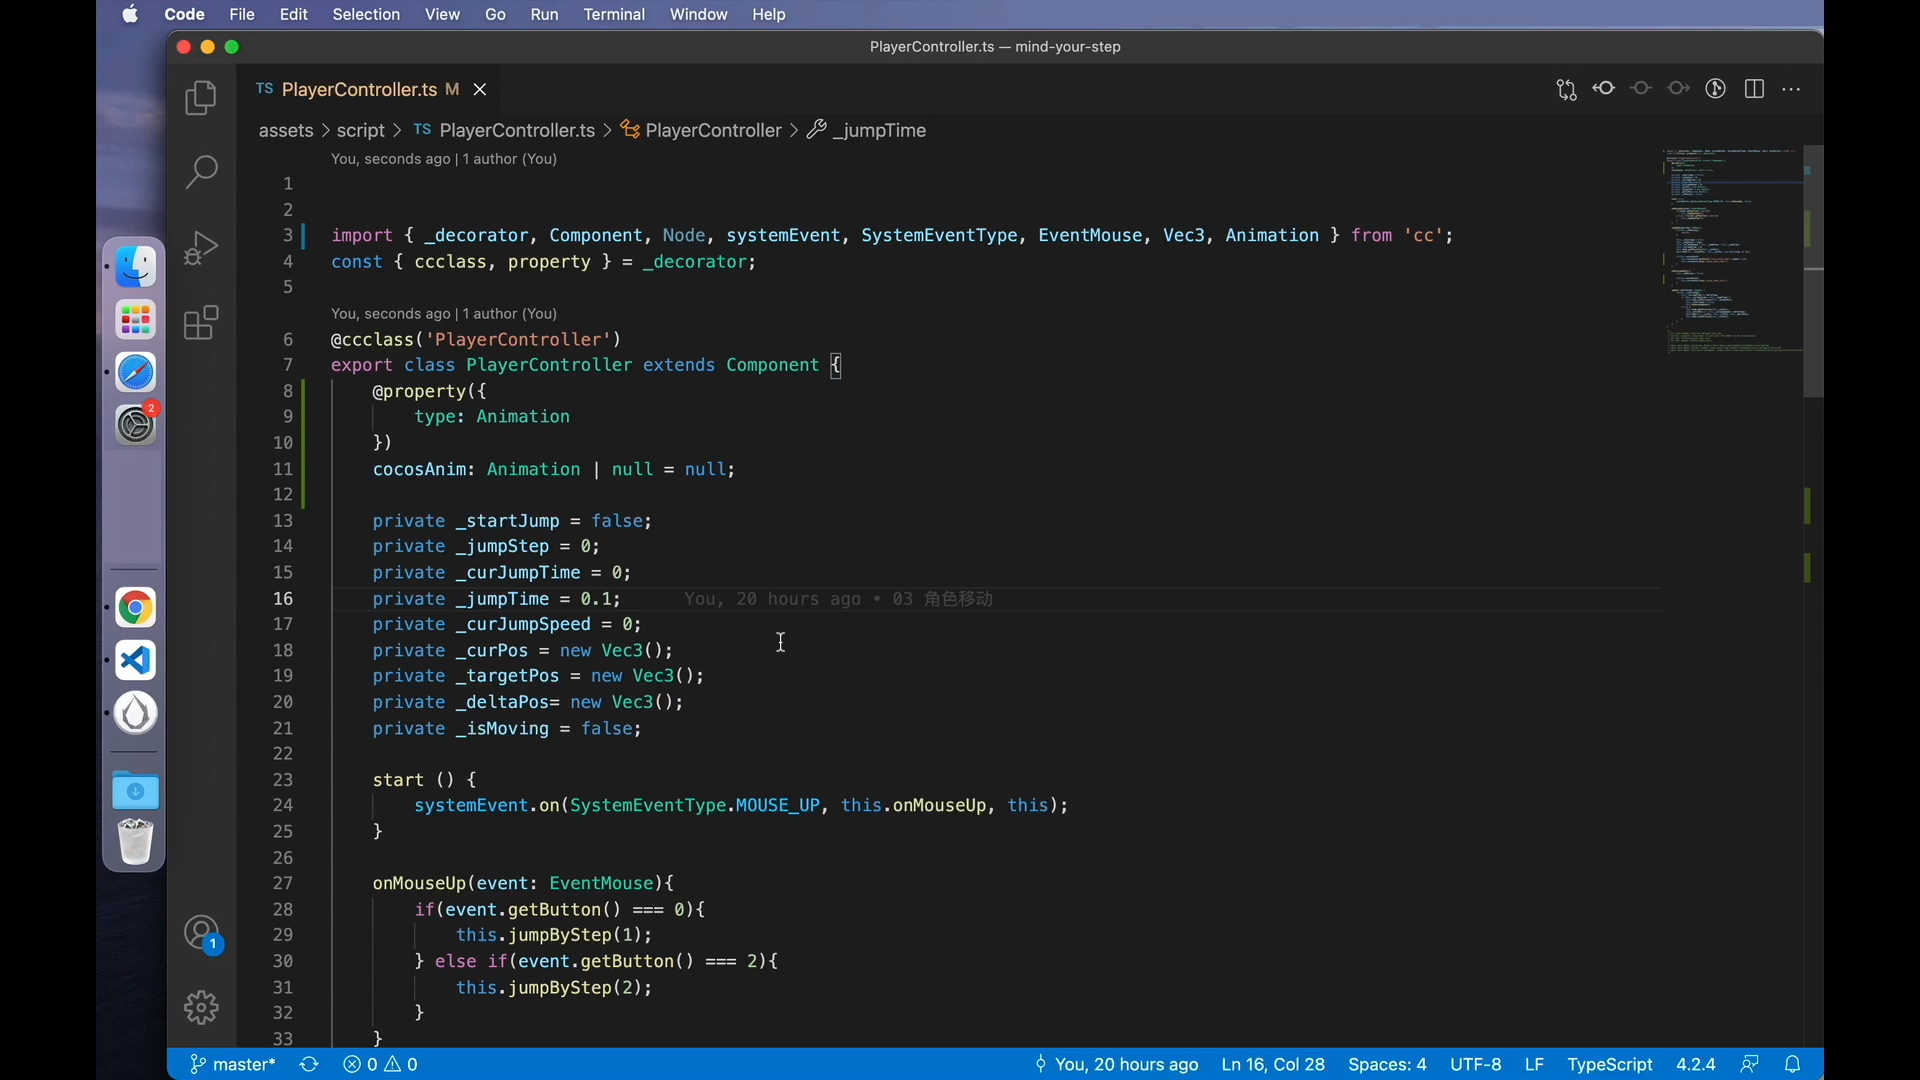 Code File Edit Selection View Go Run Terminal Window Help
PlayerController.ts — mind-your-step
TS PlayerController.ts M
assets > script > TS PlayerController.ts > PlayerController > _jumpTime
You, seconds ago | 1 author (You)
1
2
3 import { _decorator, Component, Node, systemEvent, SystemEventType, EventMouse, Vec3, Animation } from 'cc';
4 const { ccclass, property } = _decorator;
5
You, seconds ago | 1 author (You)
6 @ccclass('PlayerController')
7 export class PlayerController extends Component {
8 @property({
9 type: Animation
10 })
11 cocosAnim: Animation | null = null;
12
13 private _startJump = false;
14 private _jumpStep = 0;
15 private _curJumpTime = 0;
16 private _jumpTime = 0.1; You, 20 hours ago • 03 角色移动
17 private _curJumpSpeed = 0;
18 private _curPos = new Vec3();
19 private _targetPos = new Vec3();
20 private _deltaPos= new Vec3();
21 private _isMoving = false;
22
23 start () {
24 systemEvent.on(SystemEventType.MOUSE_UP, this.onMouseUp, this);
25 }
26
27 onMouseUp(event: EventMouse){
28 if(event.getButton() === 0){
29 this.jumpByStep(1);
30 } else if(event.getButton() === 2){
31 this.jumpByStep(2);
32 }
33 }
2
1
master* 0 0 You, 20 hours ago Ln 16, Col 28 Spaces: 4 UTF-8 LF TypeScript 4.2.4